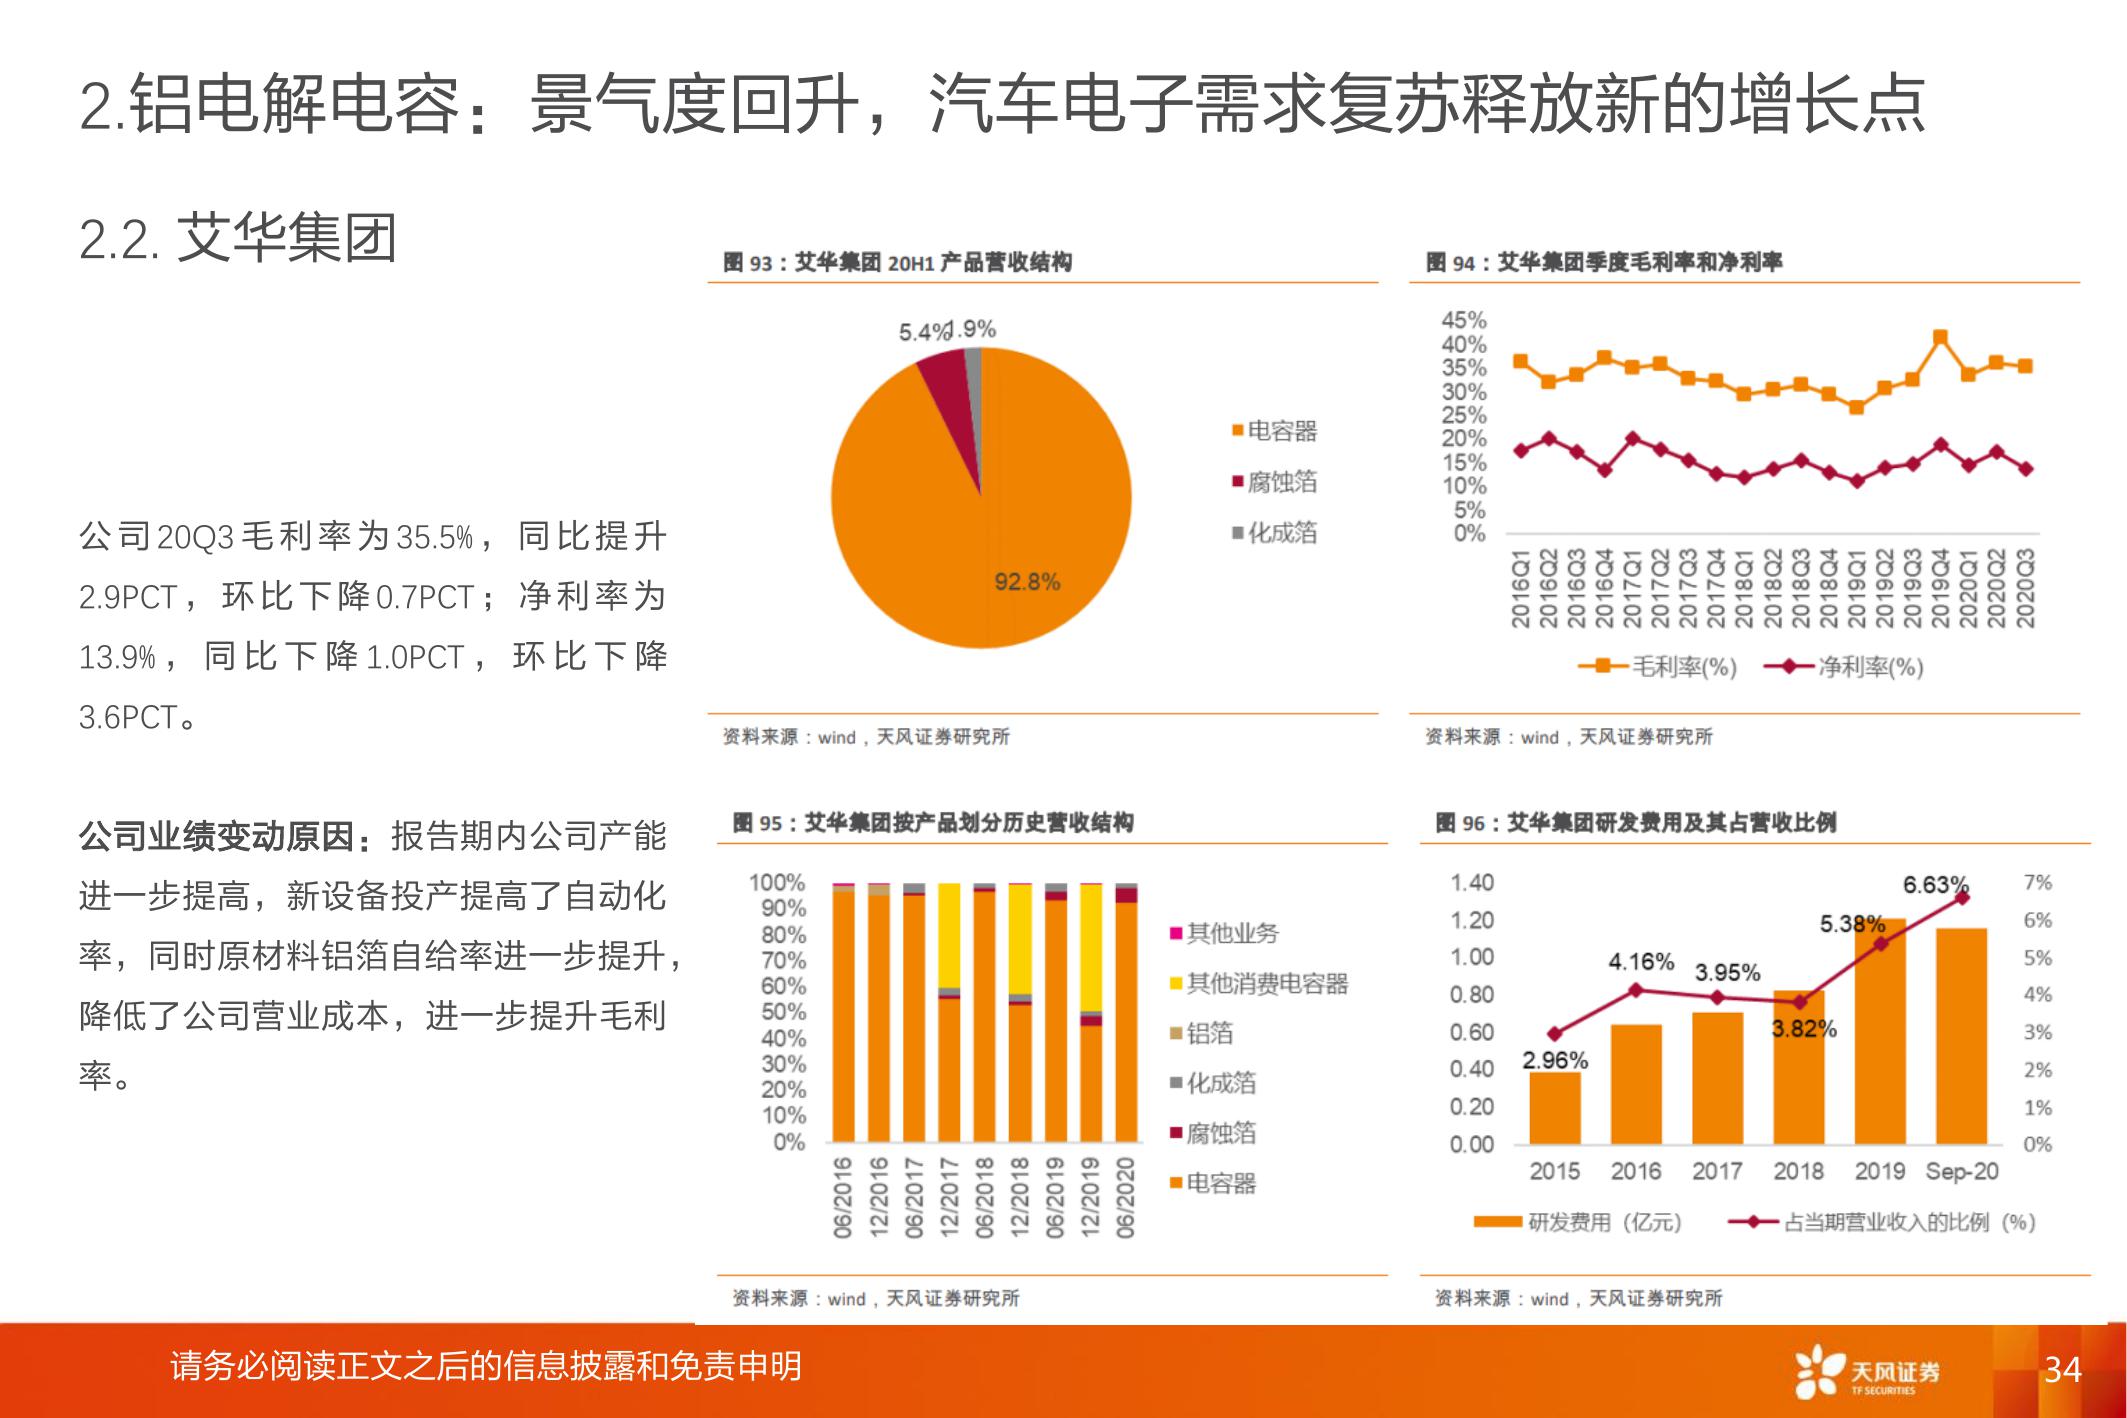 2.铝电解电容：景气度回升，汽车电子需求复苏释放新的增长点
2.2. 艾华集团
公司20Q3毛利率为35.5%，同比提升
2.9PCT，环比下降0.7PCT；净利率为
13.9%，同比下降1.0PCT，环比下降
3.6PCT。
公司业绩变动原因：报告期内公司产能
进一步提高，新设备投产提高了自动化
率，同时原材料铝箔自给率进一步提升，
降低了公司营业成本，进一步提升毛利
率。
图 93：艾华集团 20H1 产品营收结构
5.4%
1.9%
92.8%
电容器
腐蚀箔
化成箔
资料来源：wind，天风证券研究所
图 94：艾华集团季度毛利率和净利率
45%
40%
35%
30%
25%
20%
15%
10%
5%
0%
2016Q1
2016Q2
2016Q3
2016Q4
2017Q1
2017Q2
2017Q3
2017Q4
2018Q1
2018Q2
2018Q3
2018Q4
2019Q1
2019Q2
2019Q3
2019Q4
2020Q1
2020Q2
2020Q3
毛利率(%) 净利率(%)
资料来源：wind，天风证券研究所
图 95：艾华集团按产品划分历史营收结构
100%
90%
80%
70%
60%
50%
40%
30%
20%
10%
0%
06/2016
12/2016
06/2017
12/2017
06/2018
12/2018
06/2019
12/2019
06/2020
其他业务
其他消费电容器
铝箔
化成箔
腐蚀箔
电容器
资料来源：wind，天风证券研究所
图 96：艾华集团研发费用及其占营收比例
1.40
1.20
1.00
0.80
0.60
0.40
0.20
0.00
2.96%
4.16%
3.95%
3.82%
5.38%
6.63%
7%
6%
5%
4%
3%
2%
1%
0%
2015 2016 2017 2018 2019 Sep-20
研发费用（亿元） 占当期营业收入的比例（%）
资料来源：wind，天风证券研究所
请务必阅读正文之后的信息披露和免责申明
天风证券
TF SECURITIES
34